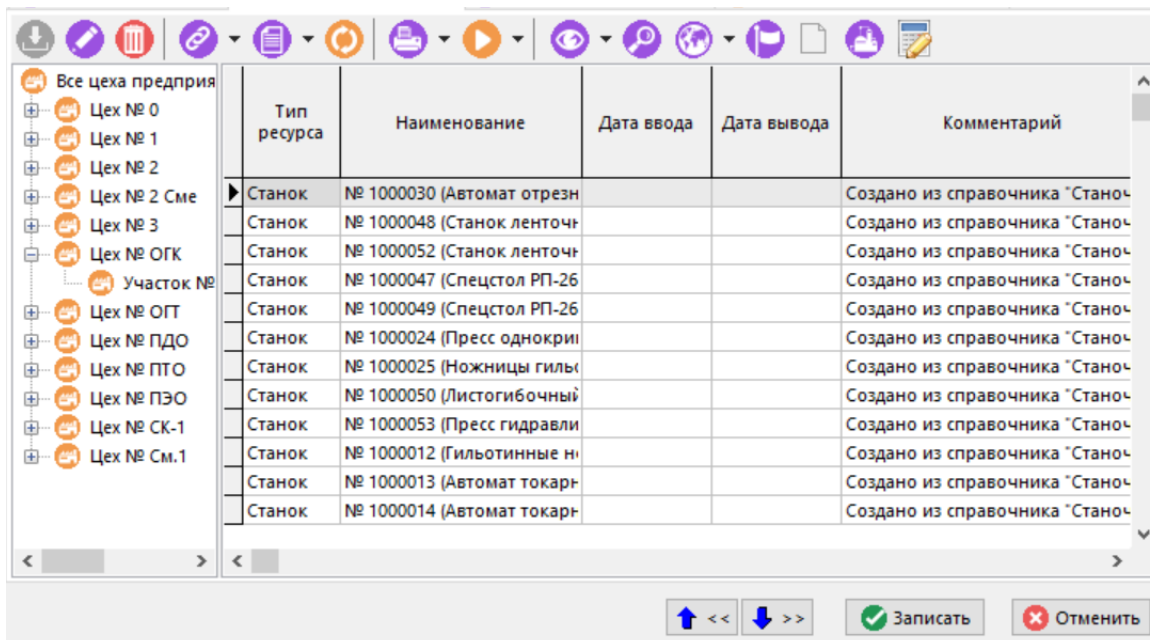 Все цеха предприя
Цех № 0
Цех № 1
Цех № 2
Цех № 2 Сме
Цех № 3
Цех № ОГК
Участок №
Цех № ОГТ
Цех № ПДО
Цех № ПТО
Цех № ПЭО
Цех № СК-1
Цех № См.1
Тип ресурса Наименование Дата ввода Дата вывода Комментарий
Станок № 1000030 (Автомат отрезн Создано из справочника "Станоч
Станок № 1000048 (Станок ленточн Создано из справочника "Станоч
Станок № 1000052 (Станок ленточн Создано из справочника "Станоч
Станок № 1000047 (Спецстол РП-26 Создано из справочника "Станоч
Станок № 1000049 (Спецстол РП-26 Создано из справочника "Станоч
Станок № 1000024 (Пресс однокри Создано из справочника "Станоч
Станок № 1000025 (Ножницы гильо Создано из справочника "Станоч
Станок № 1000050 (Листогибочный Создано из справочника "Станоч
Станок № 1000053 (Пресс гидравли Создано из справочника "Станоч
Станок № 1000012 (Гильотинные но Создано из справочника "Станоч
Станок № 1000013 (Автомат токарн Создано из справочника "Станоч
Станок № 1000014 (Автомат токарн Создано из справочника "Станоч
<< >> Записать Отменить